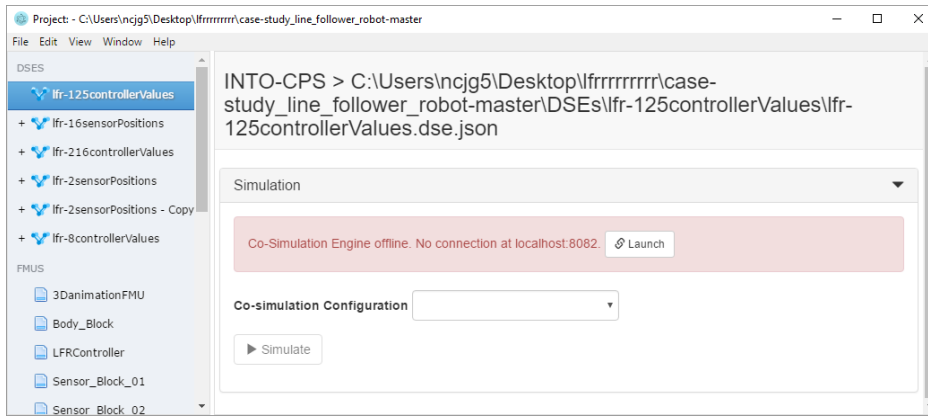 Project: - C:\Users\ncjg5\Desktop\lfrrrrrrrrr\case-study_line_follower_robot-master
File Edit View Window Help
DSES
lfr-125controllerValues
+ lfr-16sensorPositions
+ lfr-216controllerValues
+ lfr-2sensorPositions
+ lfr-2sensorPositions - Copy
+ lfr-8controllerValues
FMUS
3DanimationFMU
Body_Block
LFRController
Sensor_Block_01
Sensor_Block_02
INTO-CPS > C:\Users\ncjg5\Desktop\lfrrrrrrrrr\case-
study_line_follower_robot-master\DSEs\lfr-125controllerValues\lfr-
125controllerValues.dse.json
Simulation
Co-Simulation Engine offline. No connection at localhost:8082. Launch
Co-simulation Configuration
Simulate